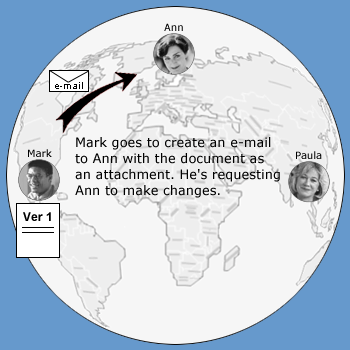 Ann
e-mail
Mark goes to create an e-mail
to Ann with the document as
an attachment. He's requesting
Ann to make changes.
Mark
Paula
Ver 1